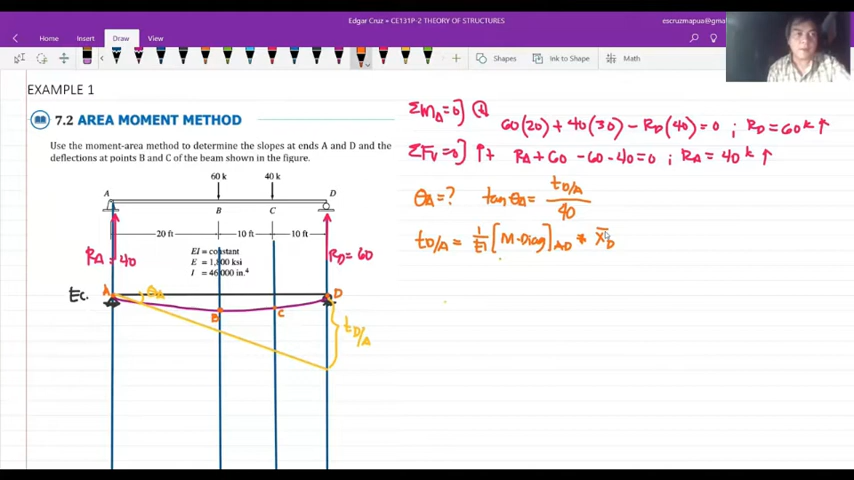 Edgar Cruz • CE131P-2 THEORY OF STRUCTURES
escruzmapua@gma
Home Insert Draw View
Shapes Ink to Shape Math
EXAMPLE 1
7.2 AREA MOMENT METHOD
Use the moment-area method to determine the slopes at ends A and D and the
deflections at points B and C of the beam shown in the figure.
60 k 40 k
A D
B C
20 ft 10 ft 10 ft
RA = 40
RD = 60
EI = constant
E = 1,800 ksi
I = 46,000 in.⁴
EC.
A θA D
B C
tD/A
ΣMA=0] ↻+
60(20) + 40(30) − RD(40) = 0 ; RD = 60k ↑
ΣFV=0] ↑+ RA + 60 − 60 − 40 = 0 ; RA = 40k ↑
θA = ? tan θA = tD/A / 40
tD/A = 1/EI [M-Diag]AD * X̄D